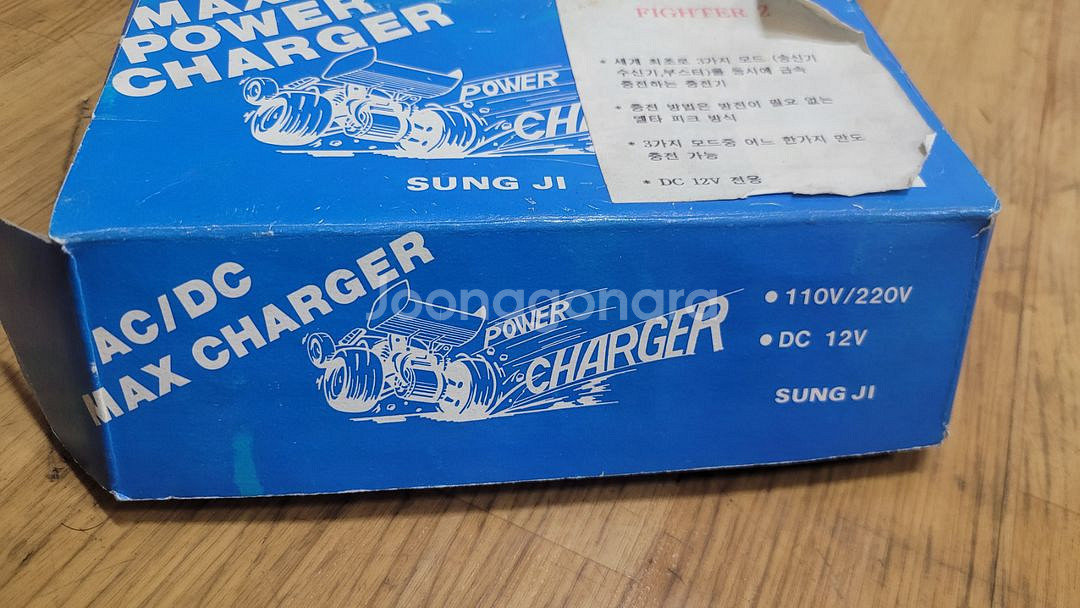 MAX
POWER
CHARGER
POWER
CH
SUNG JI
FIGHTER 2
* 세계 최초로 3가지 모드 (송신기
수신기,부스터)를 동시에 급속
충전하는 충전기
* 충전 방법은 방전이 필요 없는
델타 피크 방식
* 3가지 모드중 어느 한가지 만도
충전 가능
* DC 12V 전용
AC/DC
MAX CHARGER
POWER
CHARGER
● 110V/220V
● DC 12V
SUNG JI
Joonggonara